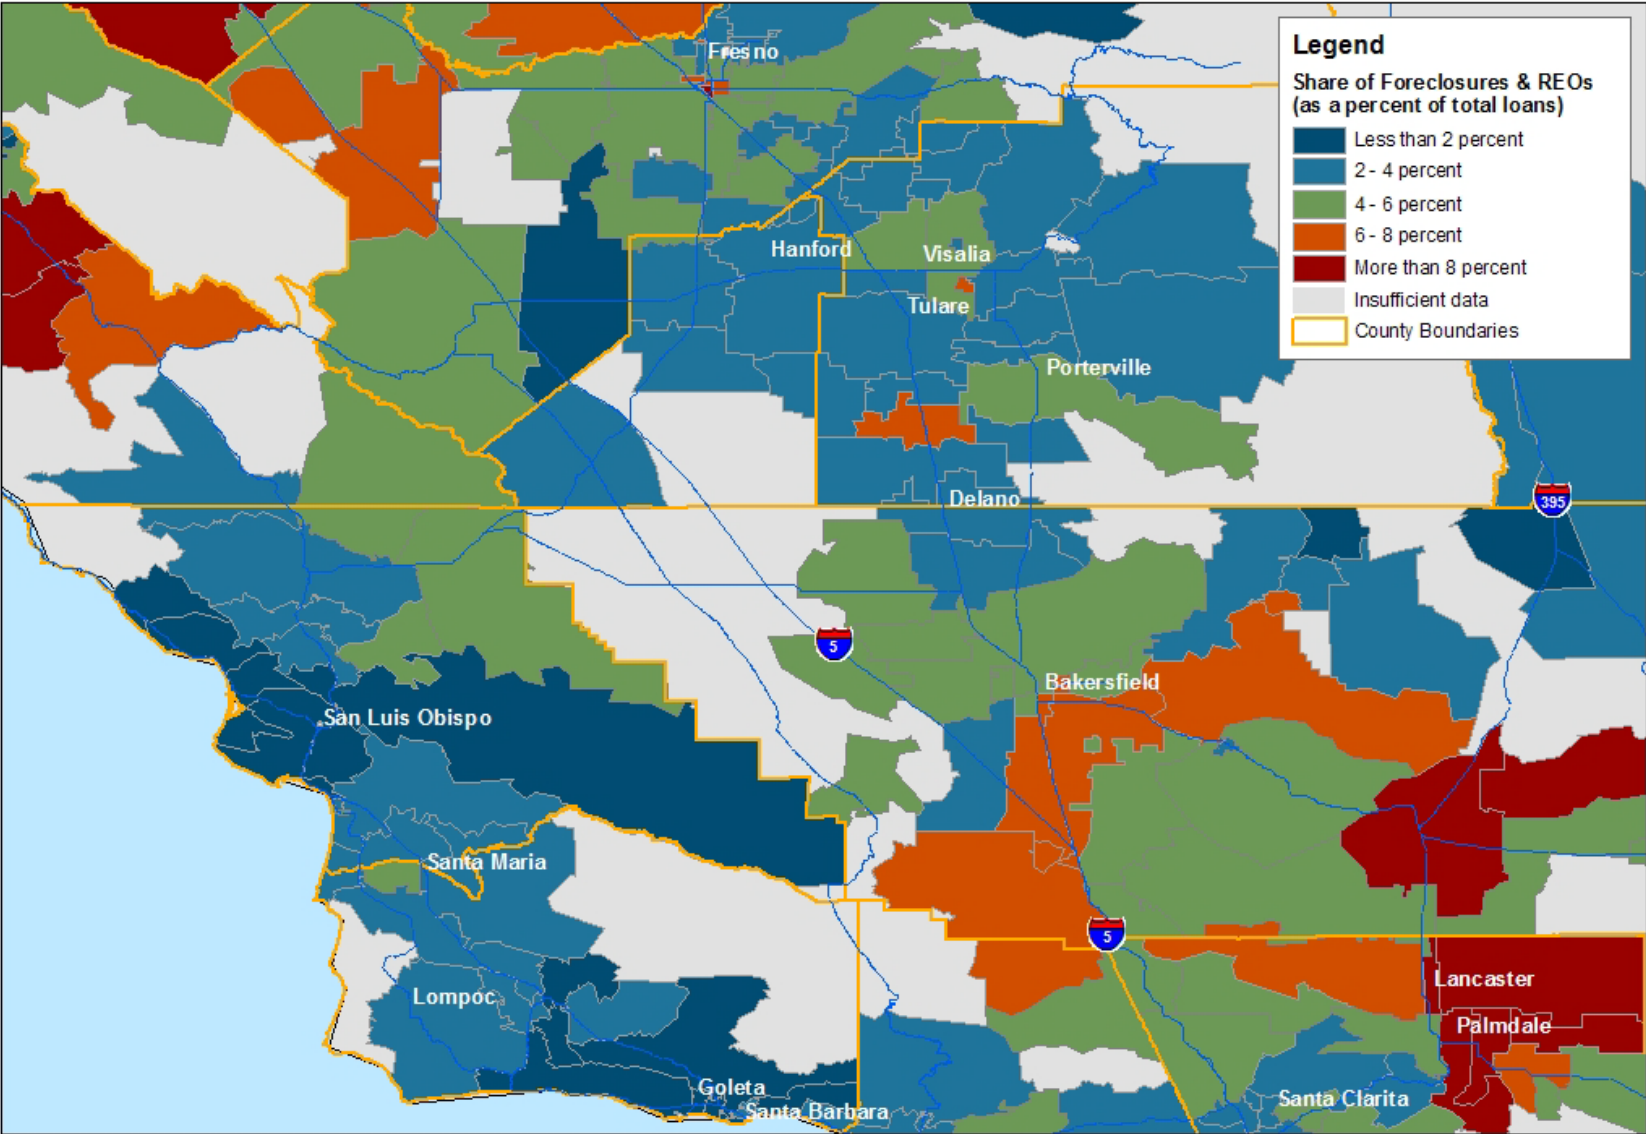 Fresno
Legend
Share of Foreclosures & REOs
(as a percent of total loans)
Less than 2 percent
2 - 4 percent
4 - 6 percent
6 - 8 percent
More than 8 percent
Insufficient data
County Boundaries
Hanford
Visalia
Tulare
Porterville
Delano
395
5
Bakersfield
San Luis Obispo
Santa Maria
5
Lompoc
Lancaster
Palmdale
Goleta
Santa Barbara
Santa Clarita